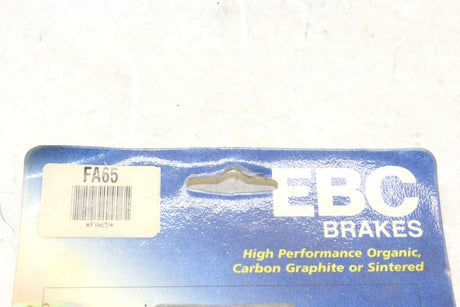 FA65
*FA65*
EBC
BRAKES
High Performance Organic,
Carbon Graphite or Sintered